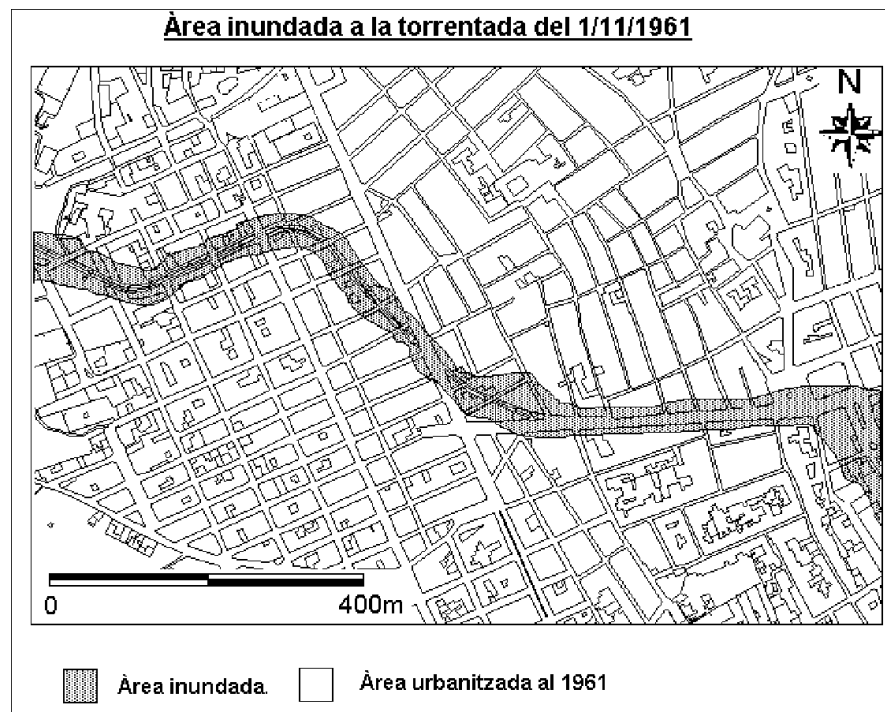 Àrea inundada a la torrentada del 1/11/1961
N
0 400m
Àrea inundada. Àrea urbanitzada al 1961